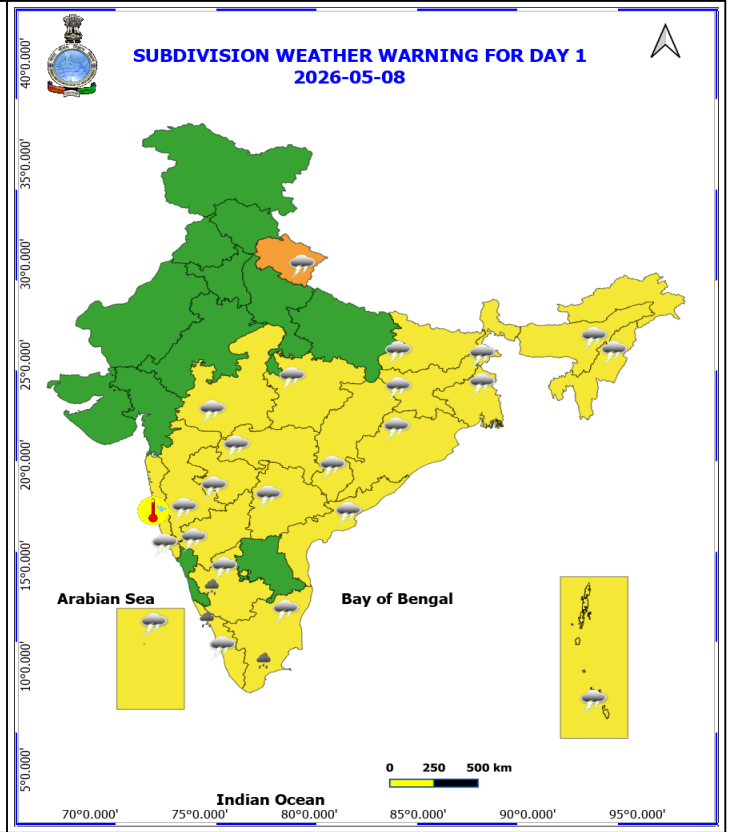 SUBDIVISION WEATHER WARNING FOR DAY 1
2026-05-08
40°0.000'
35°0.000'
30°0.000'
25°0.000'
20°0.000'
15°0.000'
10°0.000'
5°0.000'
Arabian Sea
Bay of Bengal
0 250 500 km
Indian Ocean
70°0.000' 75°0.000' 80°0.000' 85°0.000' 90°0.000' 95°0.000'